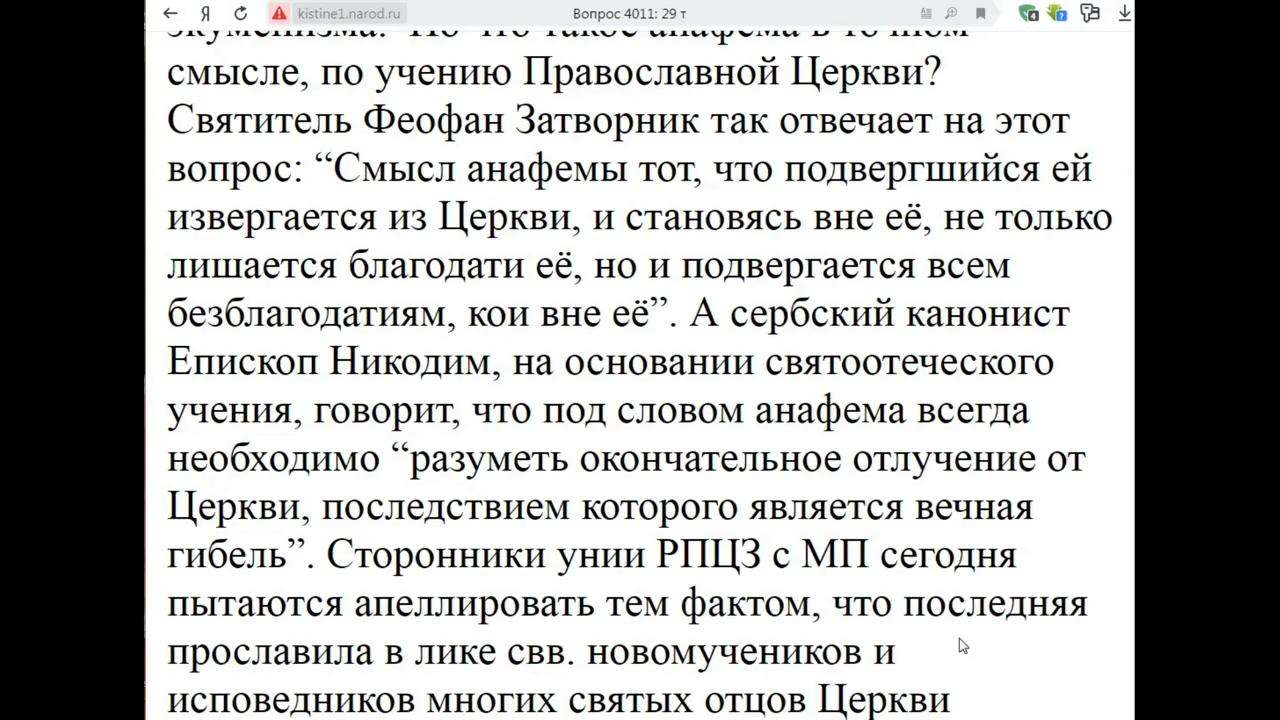 kistine1.narod.ru
Вопрос 4011: 29 т
смысле, по учению Православной Церкви?
Святитель Феофан Затворник так отвечает на этот
вопрос: “Смысл анафемы тот, что подвергшийся ей
извергается из Церкви, и становясь вне её, не только
лишается благодати её, но и подвергается всем
безблагодатиям, кои вне её”. А сербский канонист
Епископ Никодим, на основании святоотеческого
учения, говорит, что под словом анафема всегда
необходимо “разуметь окончательное отлучение от
Церкви, последствием которого является вечная
гибель”. Сторонники унии РПЦЗ с МП сегодня
пытаются апеллировать тем фактом, что последняя
прославила в лике свв. новомучеников и
исповедников многих святых отцов Церкви